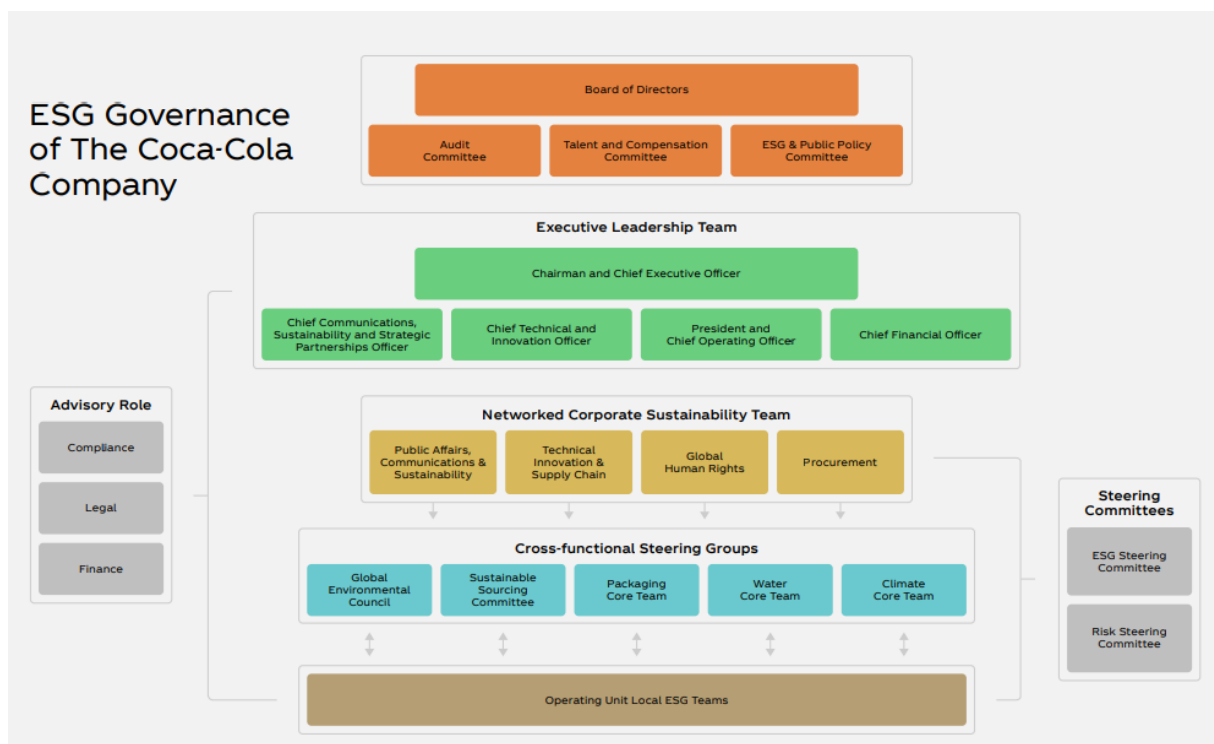 ESG Governance
of The Coca-Cola
Company
Board of Directors
Audit
Committee
Talent and Compensation
Committee
ESG & Public Policy
Committee
Executive Leadership Team
Chairman and Chief Executive Officer
Chief Communications,
Sustainability and Strategic
Partnerships Officer
Chief Technical and
Innovation Officer
President and
Chief Operating Officer
Chief Financial Officer
Advisory Role
Compliance
Legal
Finance
Networked Corporate Sustainability Team
Public Affairs,
Communications &
Sustainability
Technical
Innovation &
Supply Chain
Global
Human Rights
Procurement
Cross-functional Steering Groups
Global
Environmental
Council
Sustainable
Sourcing
Committee
Packaging
Core Team
Water
Core Team
Climate
Core Team
Operating Unit Local ESG Teams
Steering
Committees
ESG Steering
Committee
Risk Steering
Committee